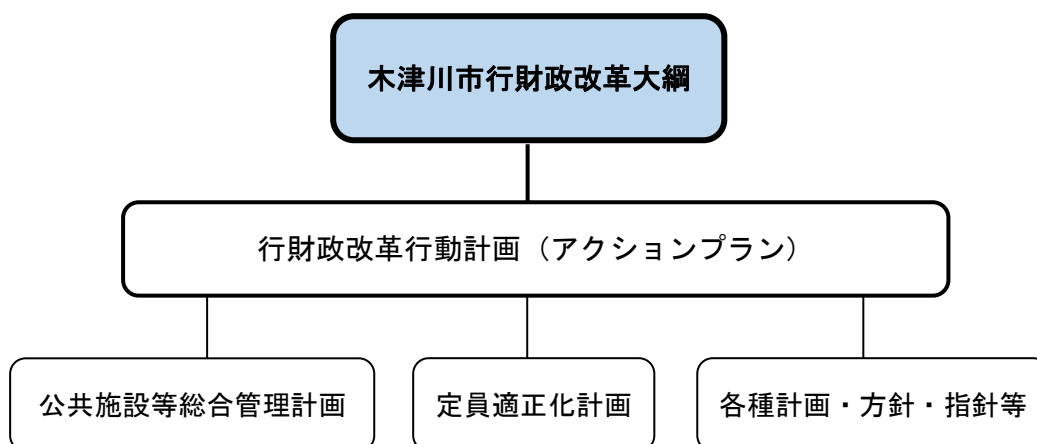 木津川市行財政改革大綱
行財政改革行動計画（アクションプラン）
公共施設等総合管理計画
定員適正化計画
各種計画・方針・指針等